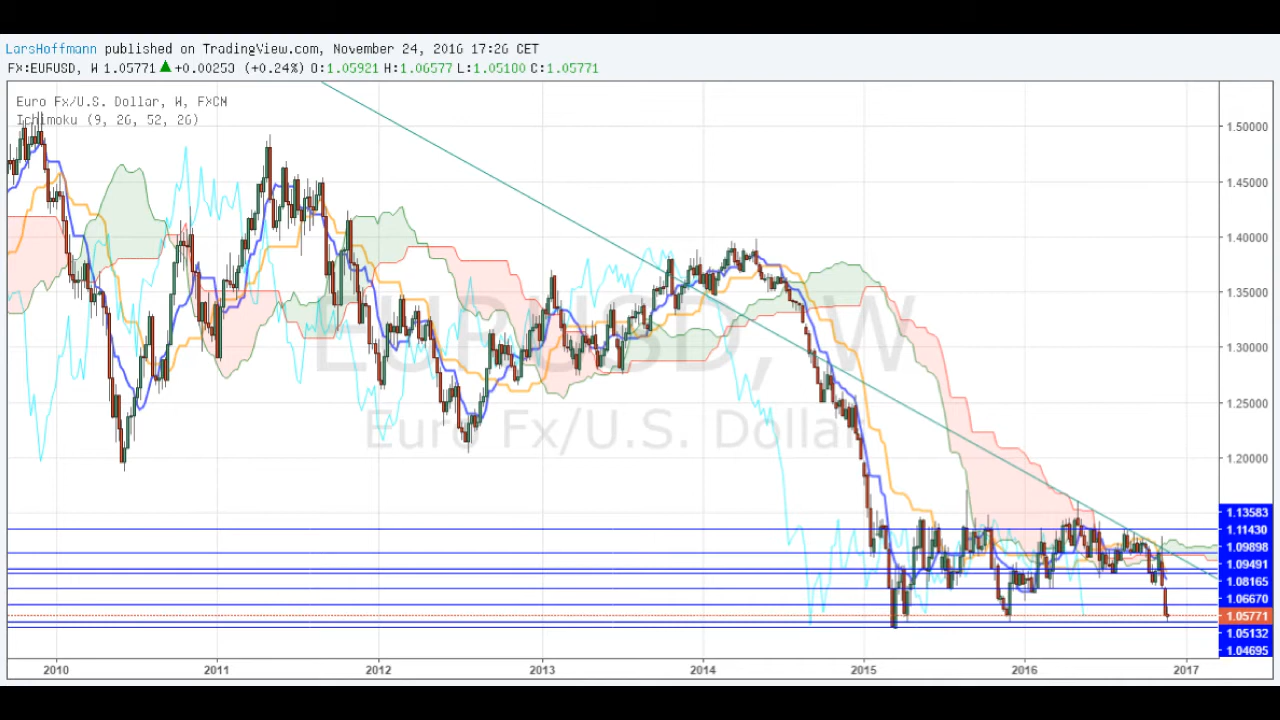 LarsHoffmann published on TradingView.com, November 24, 2016 17:26 CET
FX:EURUSD, W 1.05771 ▲ +0.00253 (+0.24%) O:1.05921 H:1.06577 L:1.05100 C:1.05771
Euro Fx/U.S. Dollar, W, FXCM
Ichimoku (9, 26, 52, 26)
EURUSD, W
Euro Fx/U.S. Dollar
1.50000
1.45000
1.40000
1.35000
1.30000
1.25000
1.20000
1.13583
1.11430
1.09898
1.09491
1.08165
1.06670
1.05771
1.05132
1.04695
2010 2011 2012 2013 2014 2015 2016 2017